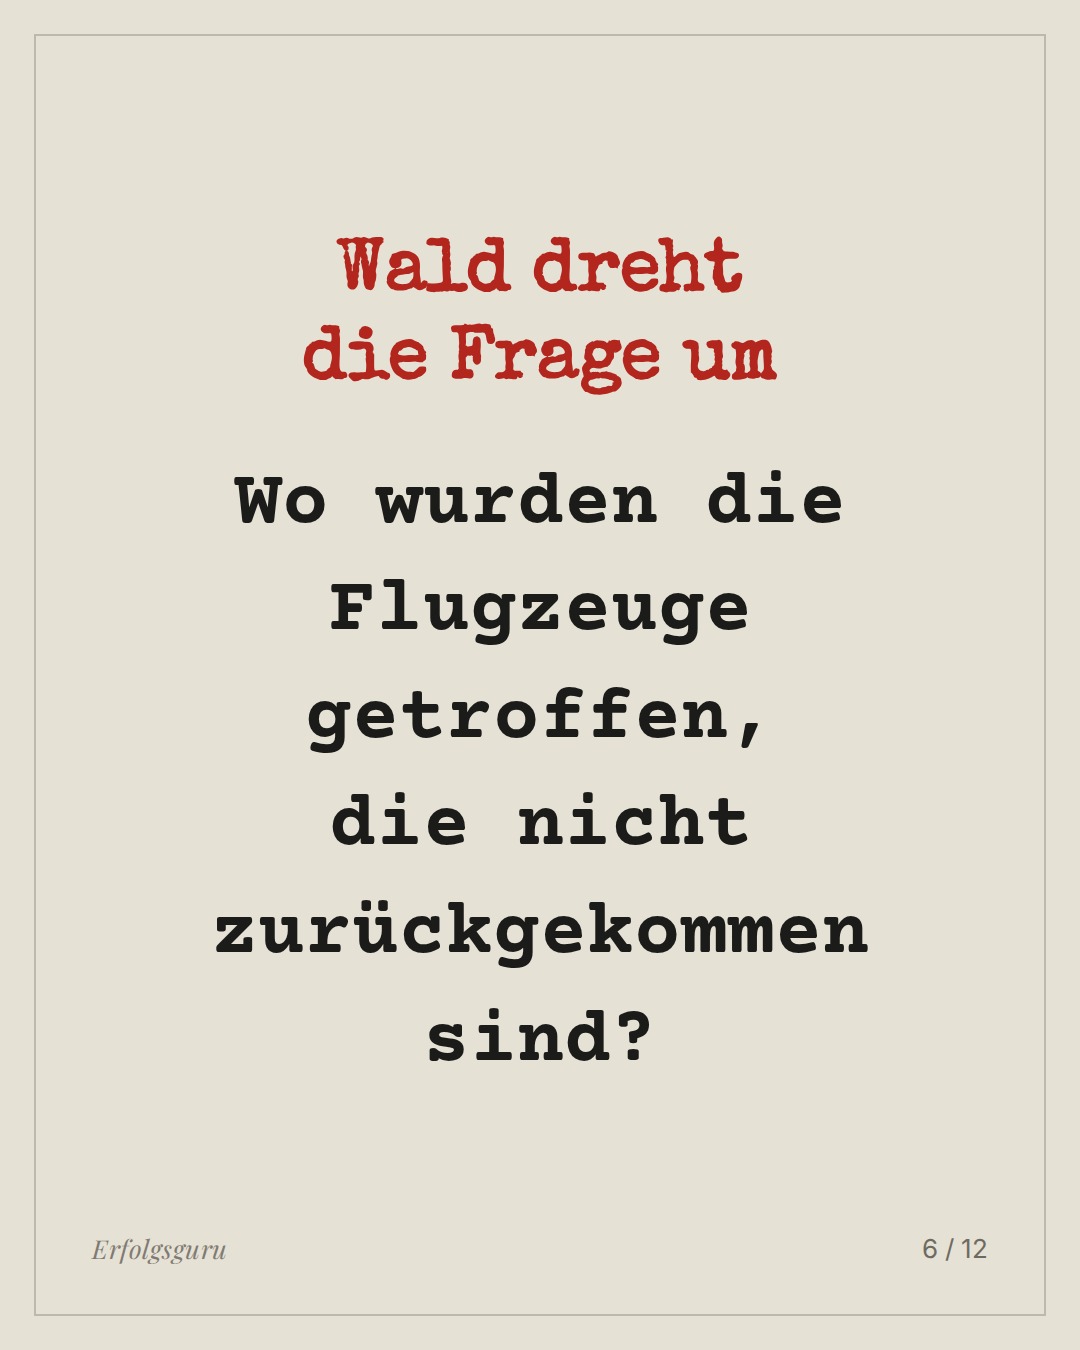 Wald dreht
die Frage um
Wo wurden die
Flugzeuge
getroffen,
die nicht
zurückgekommen
sind?
Erfolgsguru
6 / 12